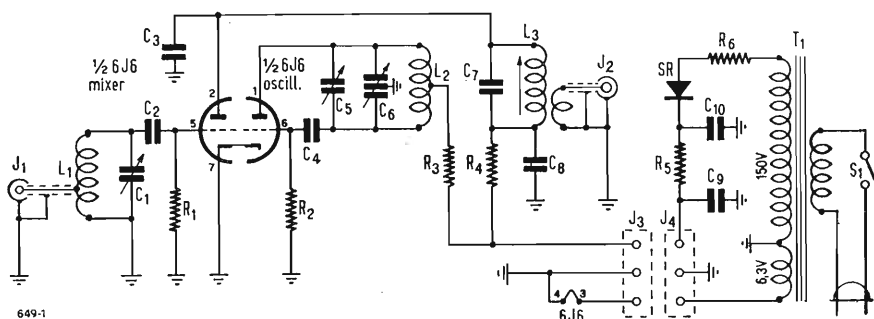 C3
½ 6J6
mixer
½ 6J6
oscill.
2
1
C2
5
6
7
J1
L1
C1
R1
R2
C4
C5
C6
L2
R3
C7
R4
L3
C8
J2
R6
T1
SR
C10
R5
C9
150V
6,3V
S1
J3
J4
4
3
6J6
649-1